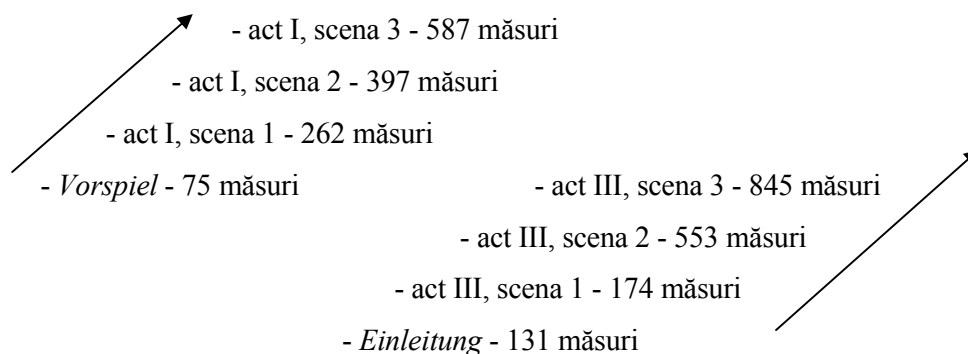 - act I, scena 3 - 587 măsuri
- act I, scena 2 - 397 măsuri
- act I, scena 1 - 262 măsuri
- Vorspiel - 75 măsuri
- act III, scena 3 - 845 măsuri
- act III, scena 2 - 553 măsuri
- act III, scena 1 - 174 măsuri
- Einleitung - 131 măsuri